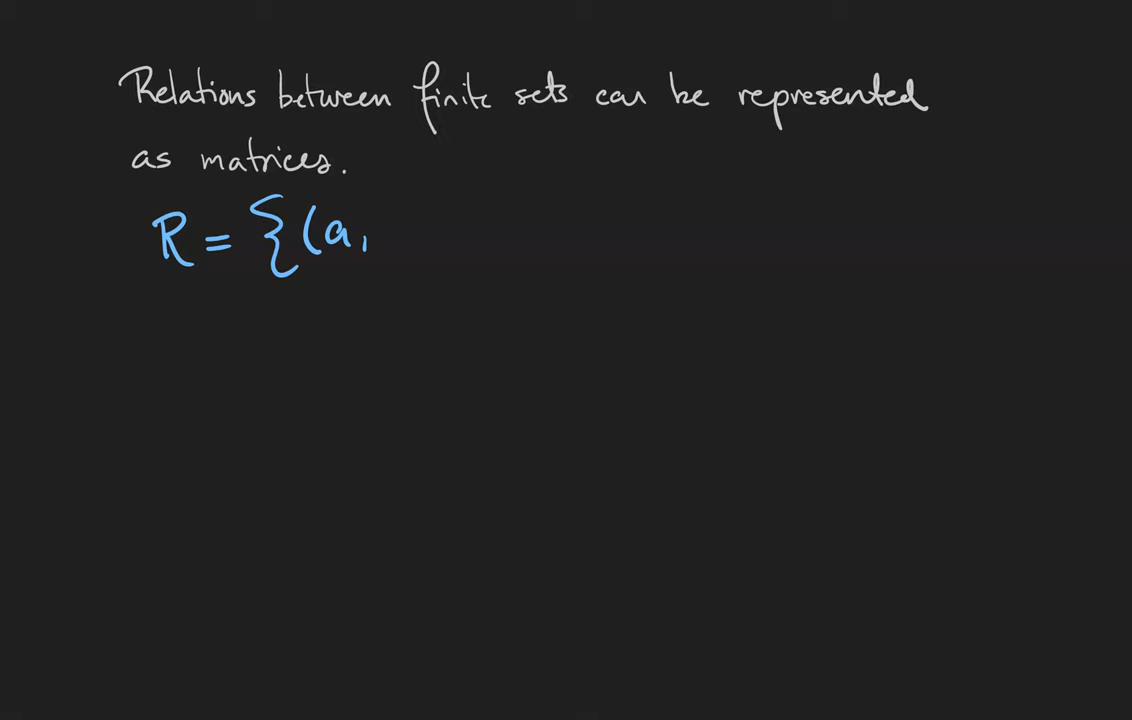 Relations between finite sets can be represented
as matrices.
R = {(a,